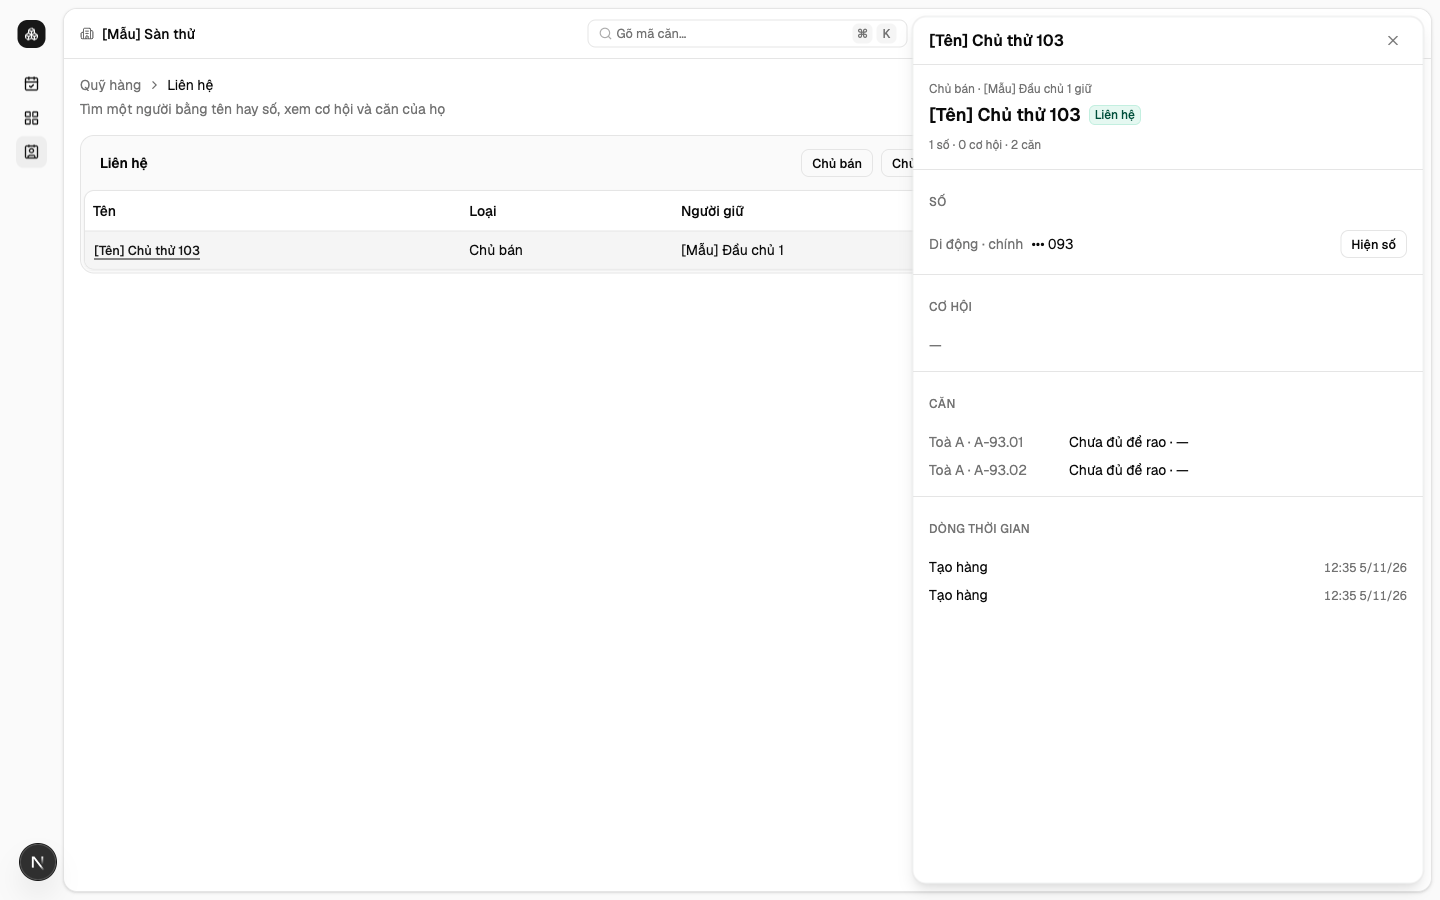 [Mẫu] Sàn thử
Gõ mã căn...
⌘ K
Quỹ hàng > Liên hệ
Tìm một người bằng tên hay số, xem cơ hội và căn của họ
Liên hệ
Chủ bán
Chủ
Tên Loại Người giữ
[Tên] Chủ thử 103 Chủ bán [Mẫu] Đầu chủ 1
N
[Tên] Chủ thử 103
Chủ bán · [Mẫu] Đầu chủ 1 giữ
[Tên] Chủ thử 103 Liên hệ
1 số · 0 cơ hội · 2 căn
SỐ
Di động · chính ••• 093 Hiện số
CƠ HỘI
—
CĂN
Toà A · A-93.01 Chưa đủ để rao · —
Toà A · A-93.02 Chưa đủ để rao · —
DÒNG THỜI GIAN
Tạo hàng 12:35 5/11/26
Tạo hàng 12:35 5/11/26